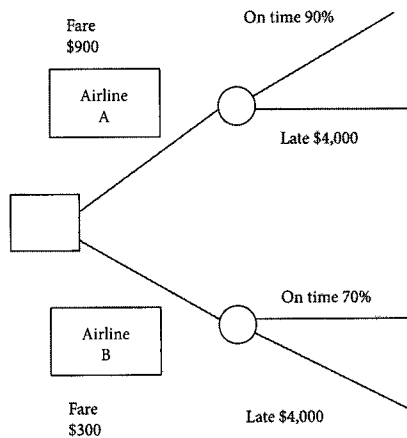 On time 90%
Fare
$900
Airline
A
Late $4,000
On time 70%
Airline
B
Fare
$300
Late $4,000